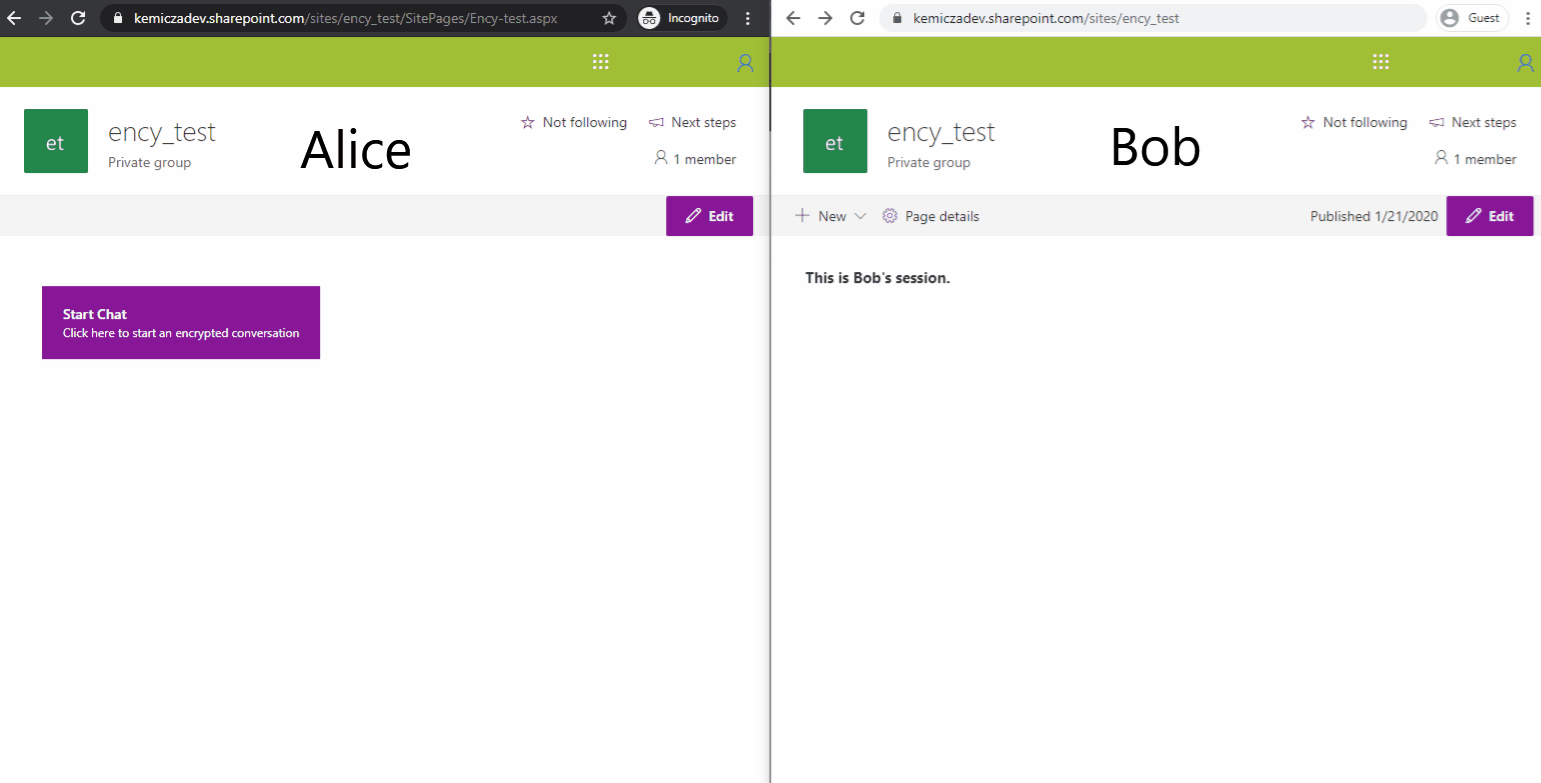 kemiczadev.sharepoint.com/sites/ency_test/SitePages/Ency-test.aspx
Incognito
et
ency_test
Private group
Alice
Not following
Next steps
1 member
Edit
Start Chat
Click here to start an encrypted conversation
kemiczadev.sharepoint.com/sites/ency_test
Guest
et
ency_test
Private group
Bob
Not following
Next steps
1 member
New
Page details
Published 1/21/2020
Edit
This is Bob's session.